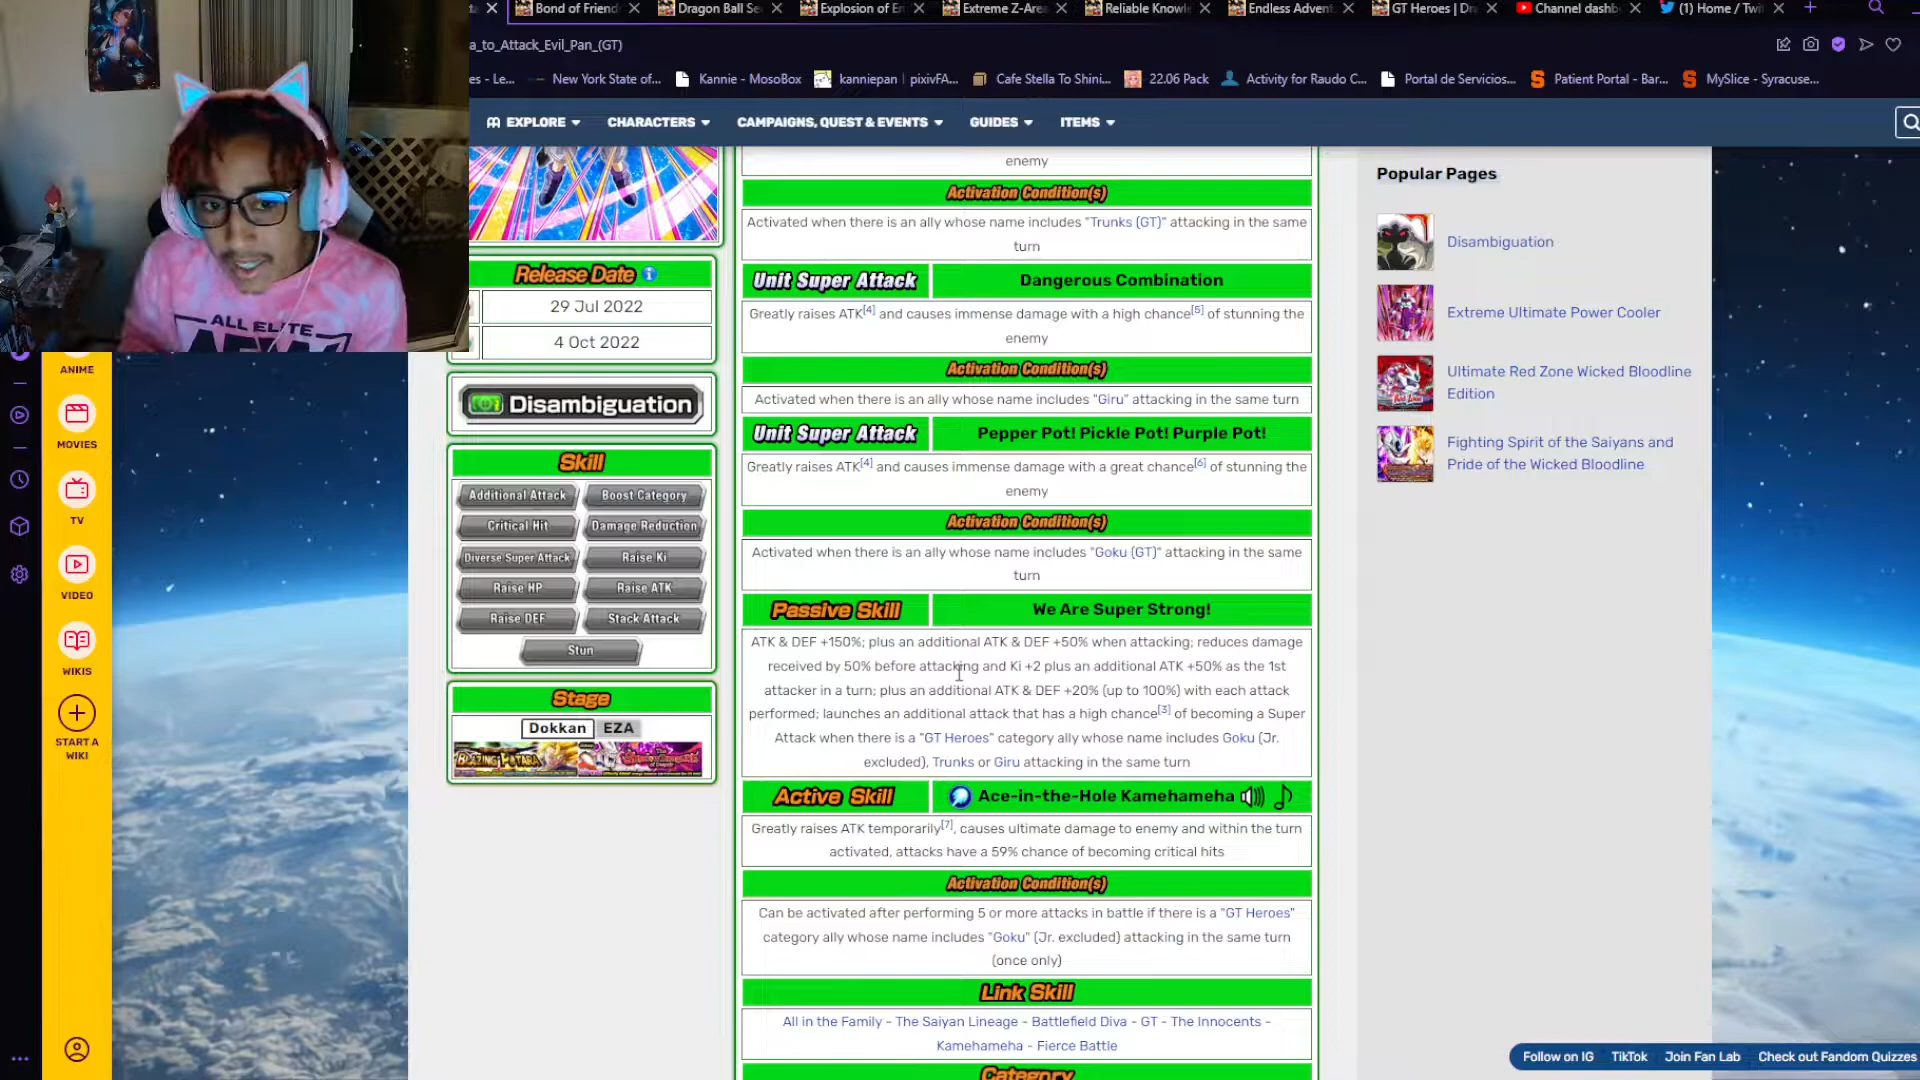 Bond of Friend
Dragon Ball Se
Explosion of E
Extreme Z-Are
Reliable Knowl
Endless Adven
GT Heroes | Dr
Channel dashb
(1) Home / Twi
a_to_Attack_Evil_Pan_(GT)
es - Le...
New York State of...
Kannie - MosoBox
kanniepan | pixivFA...
Cafe Stella To Shini...
22.06 Pack
Activity for Raudo C...
Portal de Servicios...
Patient Portal - Bar...
MySlice - Syracuse...
EXPLORE
CHARACTERS
CAMPAIGNS, QUEST & EVENTS
GUIDES
ITEMS
ALL ELITE
ANIME
MOVIES
TV
VIDEO
WIKIS
START A
WIKI
Release Date
29 Jul 2022
4 Oct 2022
Disambiguation
Skill
Additional Attack
Boost Category
Critical Hit
Damage Reduction
Diverse Super Attack
Raise Ki
Raise HP
Raise ATK
Raise DEF
Stack Attack
Stun
Stage
Dokkan
EZA
enemy
Activation Condition(s)
Activated when there is an ally whose name includes "Trunks (GT)" attacking in the same
turn
Unit Super Attack
Dangerous Combination
Greatly raises ATK[4] and causes immense damage with a high chance[5] of stunning the
enemy
Activation Condition(s)
Activated when there is an ally whose name includes "Giru" attacking in the same turn
Unit Super Attack
Pepper Pot! Pickle Pot! Purple Pot!
Greatly raises ATK[4] and causes immense damage with a great chance[6] of stunning the
enemy
Activation Condition(s)
Activated when there is an ally whose name includes "Goku (GT)" attacking in the same
turn
Passive Skill
We Are Super Strong!
ATK & DEF +150%; plus an additional ATK & DEF +50% when attacking; reduces damage
received by 50% before attacking and Ki +2 plus an additional ATK +50% as the 1st
attacker in a turn; plus an additional ATK & DEF +20% (up to 100%) with each attack
performed; launches an additional attack that has a high chance[3] of becoming a Super
Attack when there is a "GT Heroes" category ally whose name includes Goku (Jr.
excluded), Trunks or Giru attacking in the same turn
Active Skill
Ace-in-the-Hole Kamehameha
Greatly raises ATK temporarily[7], causes ultimate damage to enemy and within the turn
activated, attacks have a 59% chance of becoming critical hits
Activation Condition(s)
Can be activated after performing 5 or more attacks in battle if there is a "GT Heroes"
category ally whose name includes "Goku" (Jr. excluded) attacking in the same turn
(once only)
Link Skill
All in the Family - The Saiyan Lineage - Battlefield Diva - GT - The Innocents -
Kamehameha - Fierce Battle
Category
Popular Pages
Disambiguation
Extreme Ultimate Power Cooler
Ultimate Red Zone Wicked Bloodline
Edition
Fighting Spirit of the Saiyans and
Pride of the Wicked Bloodline
Follow on IG
TikTok
Join Fan Lab
Check out Fandom Quizzes